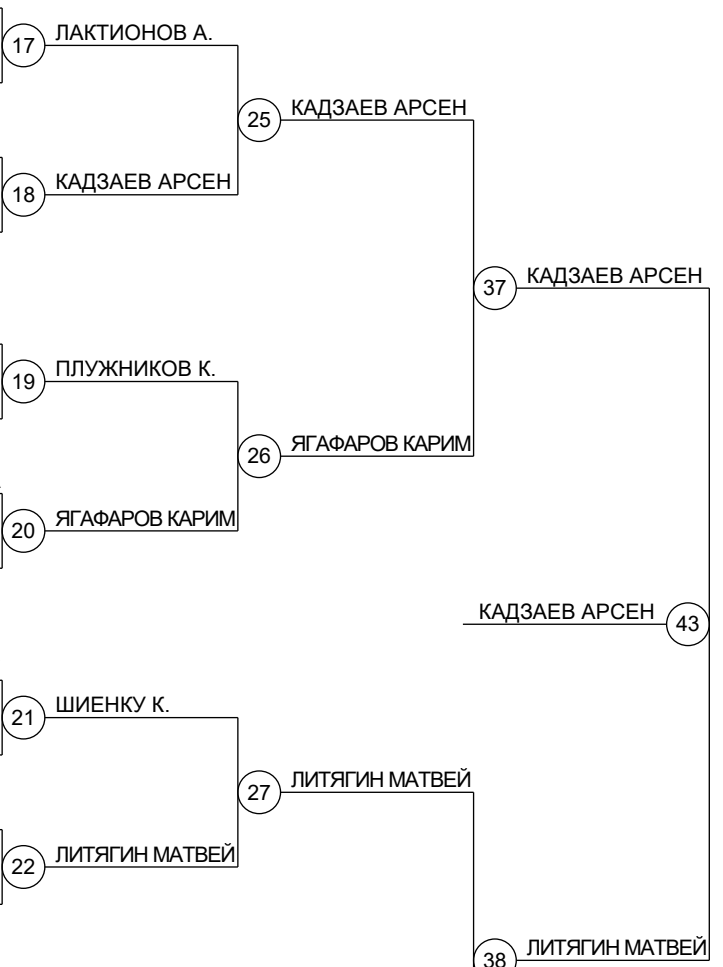 17 ЛАКТИОНОВ А.
25 КАДЗАЕВ АРСЕН
18 КАДЗАЕВ АРСЕН
37 КАДЗАЕВ АРСЕН
19 ПЛУЖНИКОВ К.
26 ЯГАФАРОВ КАРИМ
20 ЯГАФАРОВ КАРИМ
КАДЗАЕВ АРСЕН 43
21 ШИЕНКУ К.
27 ЛИТЯГИН МАТВЕЙ
22 ЛИТЯГИН МАТВЕЙ
38 ЛИТЯГИН МАТВЕЙ